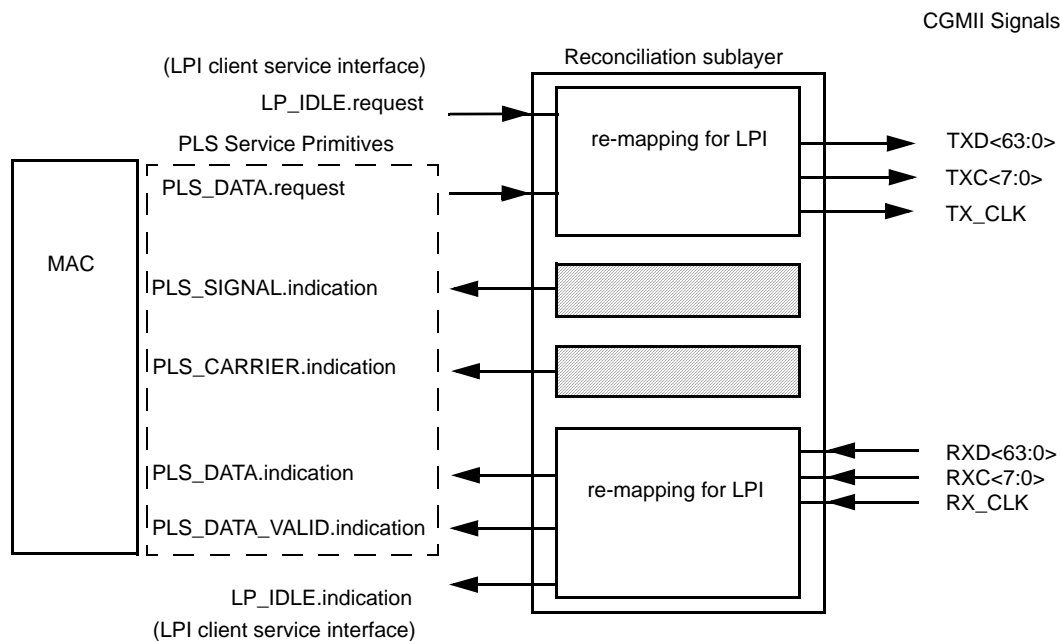 CGMII Signals
(LPI client service interface)
Reconciliation sublayer
LP_IDLE.request
PLS Service Primitives
re-mapping for LPI
TXD<63:0>
PLS_DATA.request
TXC<7:0>
TX_CLK
MAC
PLS_SIGNAL.indication
PLS_CARRIER.indication
PLS_DATA.indication
re-mapping for LPI
RXD<63:0>
RXC<7:0>
RX_CLK
PLS_DATA_VALID.indication
LP_IDLE.indication
(LPI client service interface)